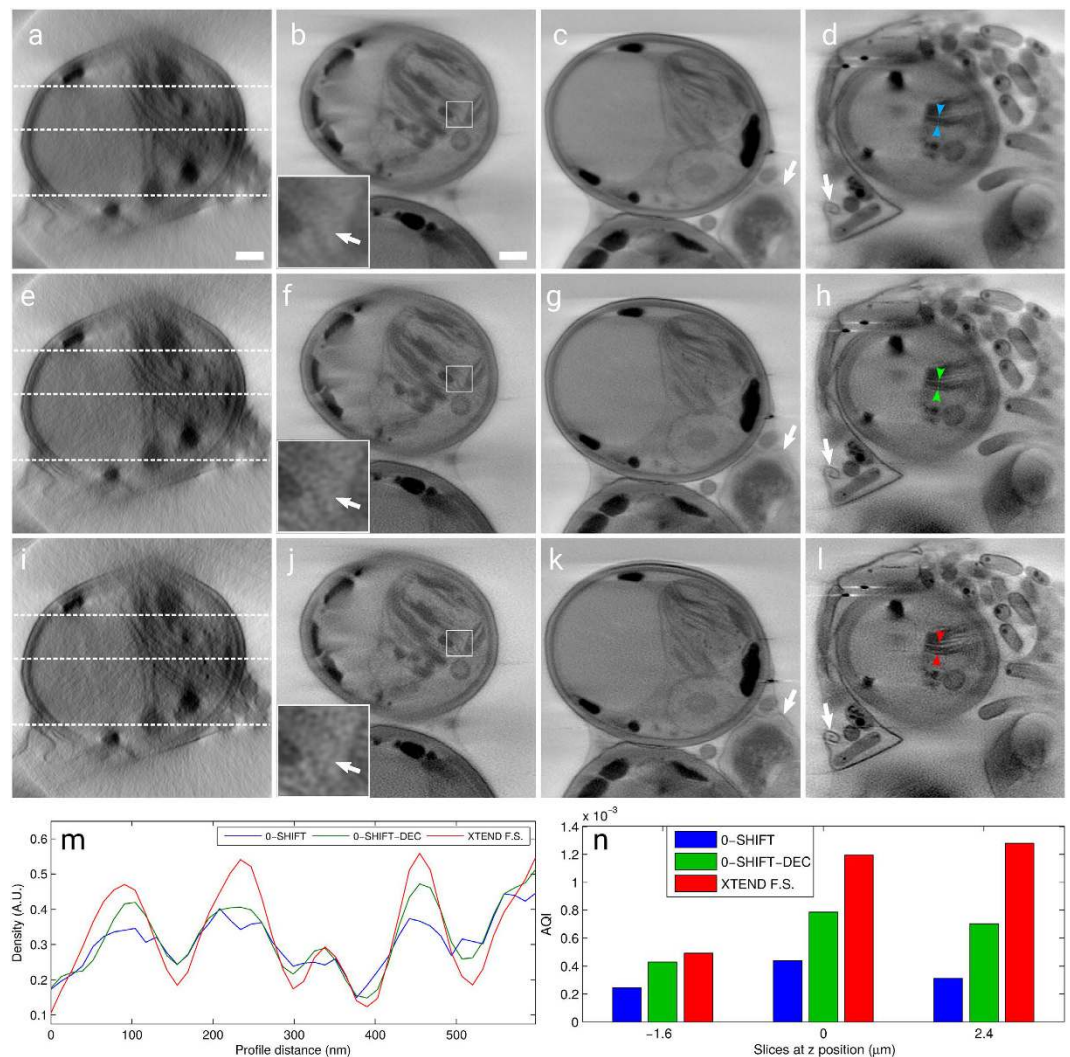 a b c d
e f g h
i j k l
m
0-SHIFT 0-SHIFT-DEC XTEND F.S.
0.6
0.5
0.4
0.3
0.2
0.1
Density (A.U.)
0 100 200 300 400 500
Profile distance (nm)
x 10⁻³
n
0-SHIFT
0-SHIFT-DEC
XTEND F.S.
1.4
1.2
1
0.8
0.6
0.4
0.2
0
AQI
-1.6 0 2.4
Slices at z position (μm)